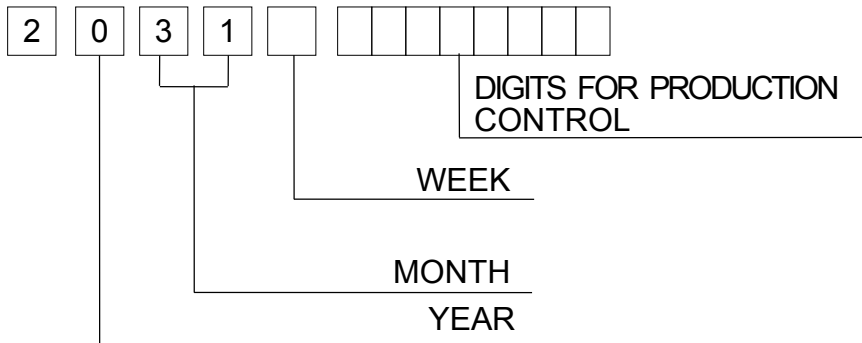 2 0 3 1
DIGITS FOR PRODUCTION
CONTROL
WEEK
MONTH
YEAR